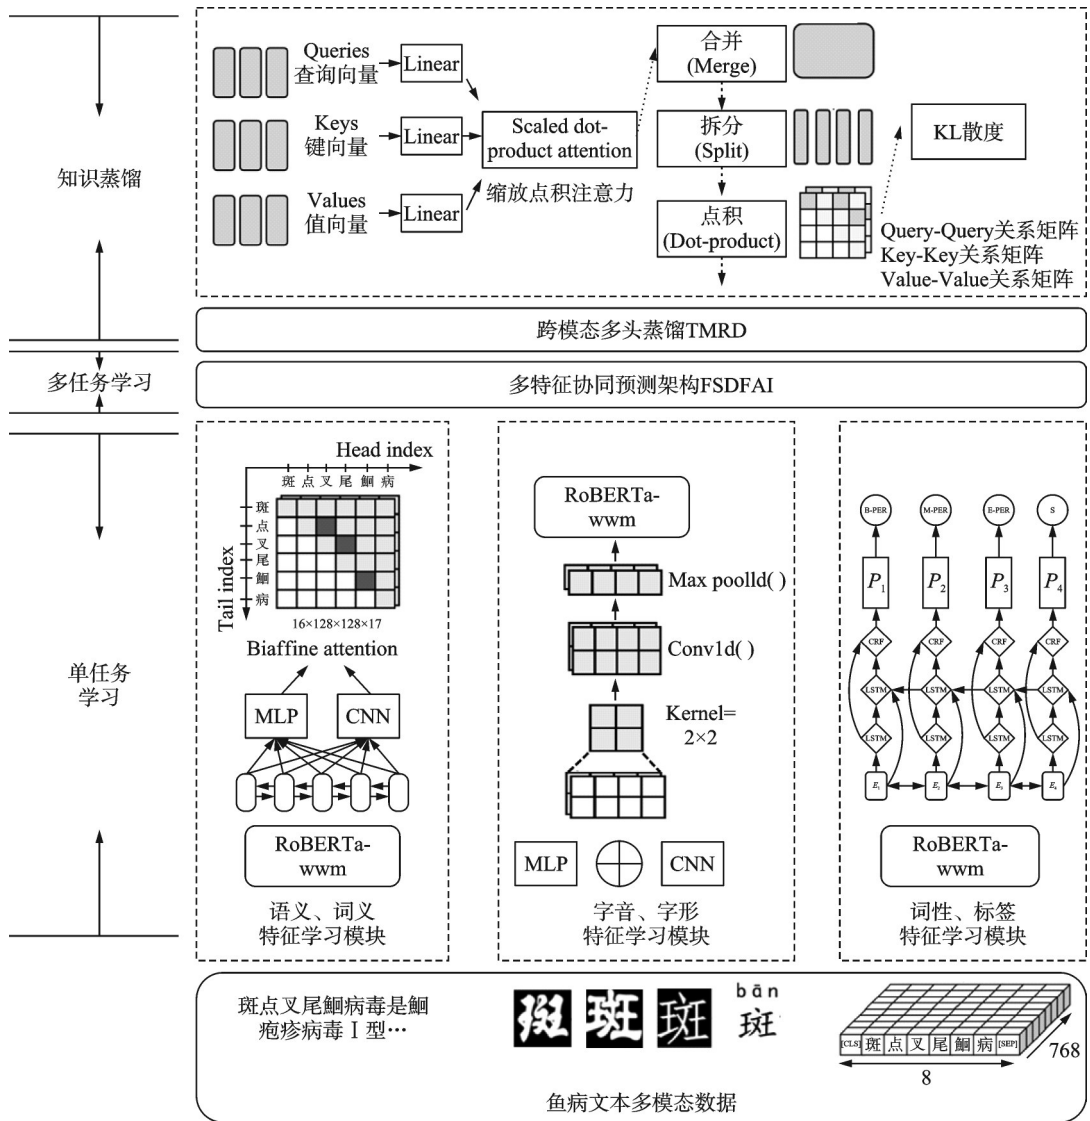 知识蒸馏
Queries
查询向量
Linear
Keys
键向量
Linear
Values
值向量
Linear
Scaled dot-
product attention
缩放点积注意力
合并
(Merge)
拆分
(Split)
点积
(Dot-product)
KL散度
Query-Query关系矩阵
Key-Key关系矩阵
Value-Value关系矩阵
跨模态多头蒸馏TMRD
多任务学习
多特征协同预测架构FSDFAI
单任务
学习
Head index
斑 点 叉 尾 鮰 病
Tail index
斑
点
叉
尾
鮰
病
16×128×128×17
Biaffine attention
MLP
CNN
RoBERTa-
wwm
语义、词义
特征学习模块
RoBERTa-
wwm
Max poolld( )
Conv1d( )
Kernel=
2×2
MLP
CNN
字音、字形
特征学习模块
B-PER
M-PER
E-PER
S
P1
P2
P3
P4
CRF
CRF
CRF
CRF
LSTM
LSTM
LSTM
LSTM
LSTM
LSTM
LSTM
LSTM
E1
E2
E3
E4
RoBERTa-
wwm
词性、标签
特征学习模块
斑点叉尾鮰病毒是鮰
疱疹病毒Ⅰ型…
斑
斑
斑
bān
斑
[CLS] 斑 点 叉 尾 鮰 病 [SEP]
768
8
鱼病文本多模态数据